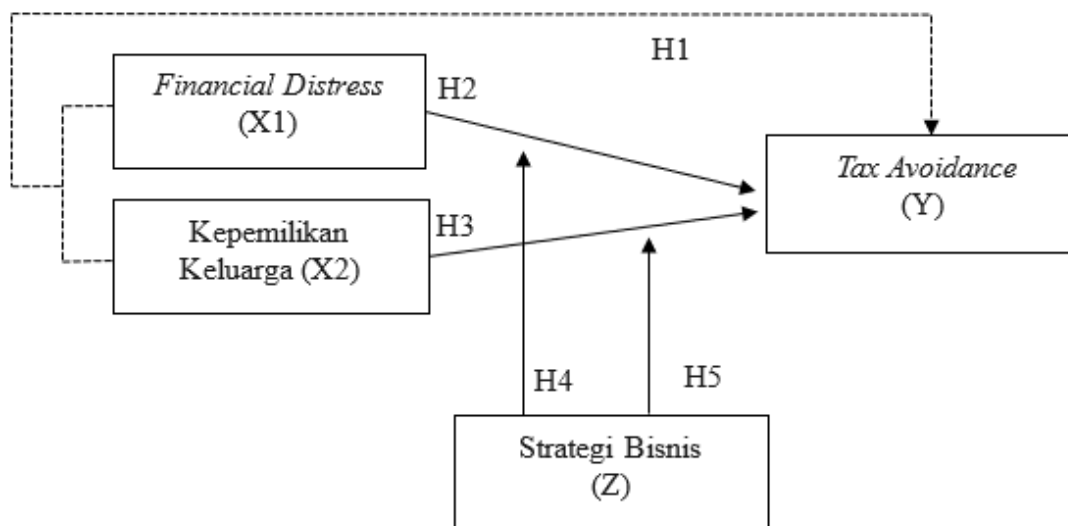 H1
Financial Distress
(X1)
H2
Tax Avoidance
(Y)
Kepemilikan
Keluarga (X2)
H3
H4
H5
Strategi Bisnis
(Z)